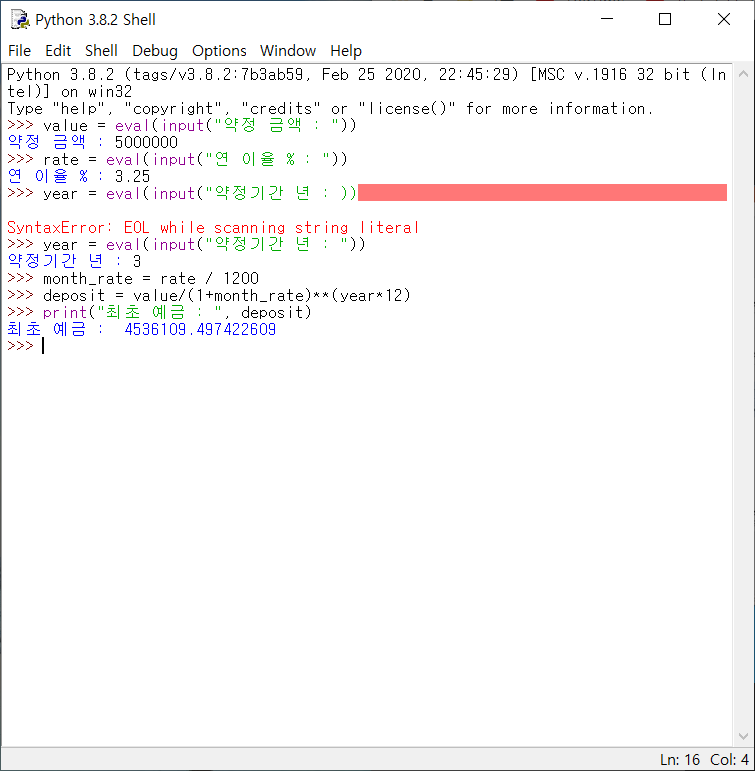 Python 3.8.2 Shell
File Edit Shell Debug Options Window Help
Python 3.8.2 (tags/v3.8.2:7b3ab59, Feb 25 2020, 22:45:29) [MSC v.1916 32 bit (In
tel)] on win32
Type "help", "copyright", "credits" or "license()" for more information.
>>> value = eval(input("약정 금액 : "))
약정 금액 : 5000000
>>> rate = eval(input("연 이율 % : "))
연 이율 % : 3.25
>>> year = eval(input("약정기간 년 : ))
SyntaxError: EOL while scanning string literal
>>> year = eval(input("약정기간 년 : "))
약정기간 년 : 3
>>> month_rate = rate / 1200
>>> deposit = value/(1+month_rate)**(year*12)
>>> print("최초 예금 : ", deposit)
최초 예금 :  4536109.497422609
>>>
Ln: 16 Col: 4